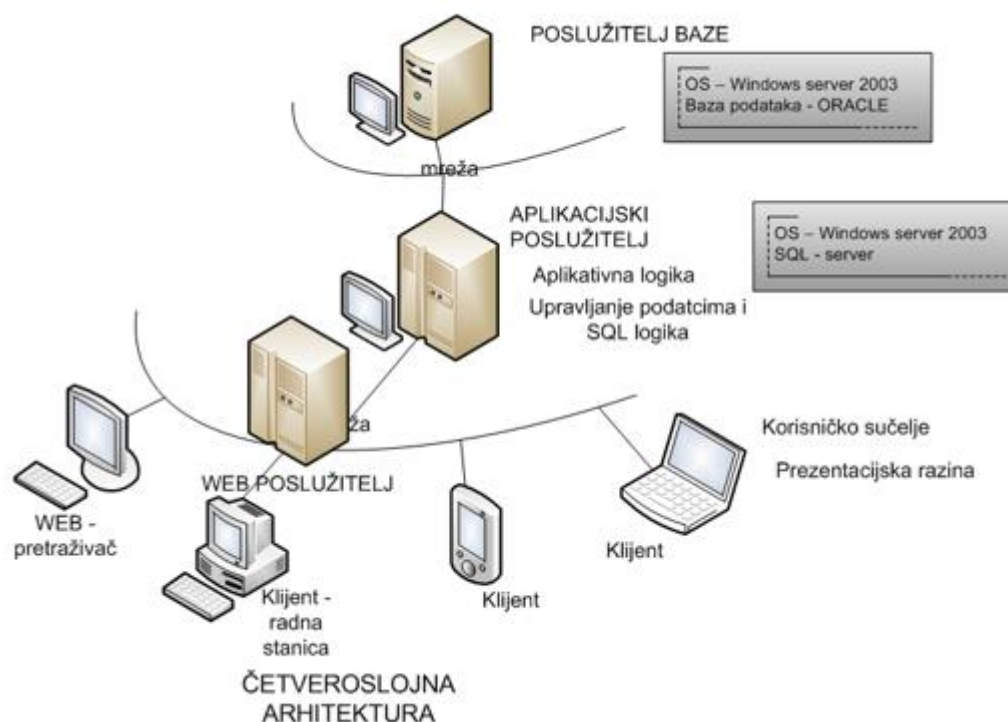 POSLUŽITELJ BAZE
OS – Windows server 2003
Baza podataka - ORACLE
mreža
APLIKACIJSKI
POSLUŽITELJ
OS – Windows server 2003
SQL - server
Aplikativna logika
Upravljanje podatcima i
SQL logika
ža
Korisničko sučelje
Prezentacijska razina
WEB POSLUŽITELJ
WEB -
pretraživač
Klijent
Klijent -
radna
stanica
Klijent
ČETVEROSLOJNA
ARHITEKTURA